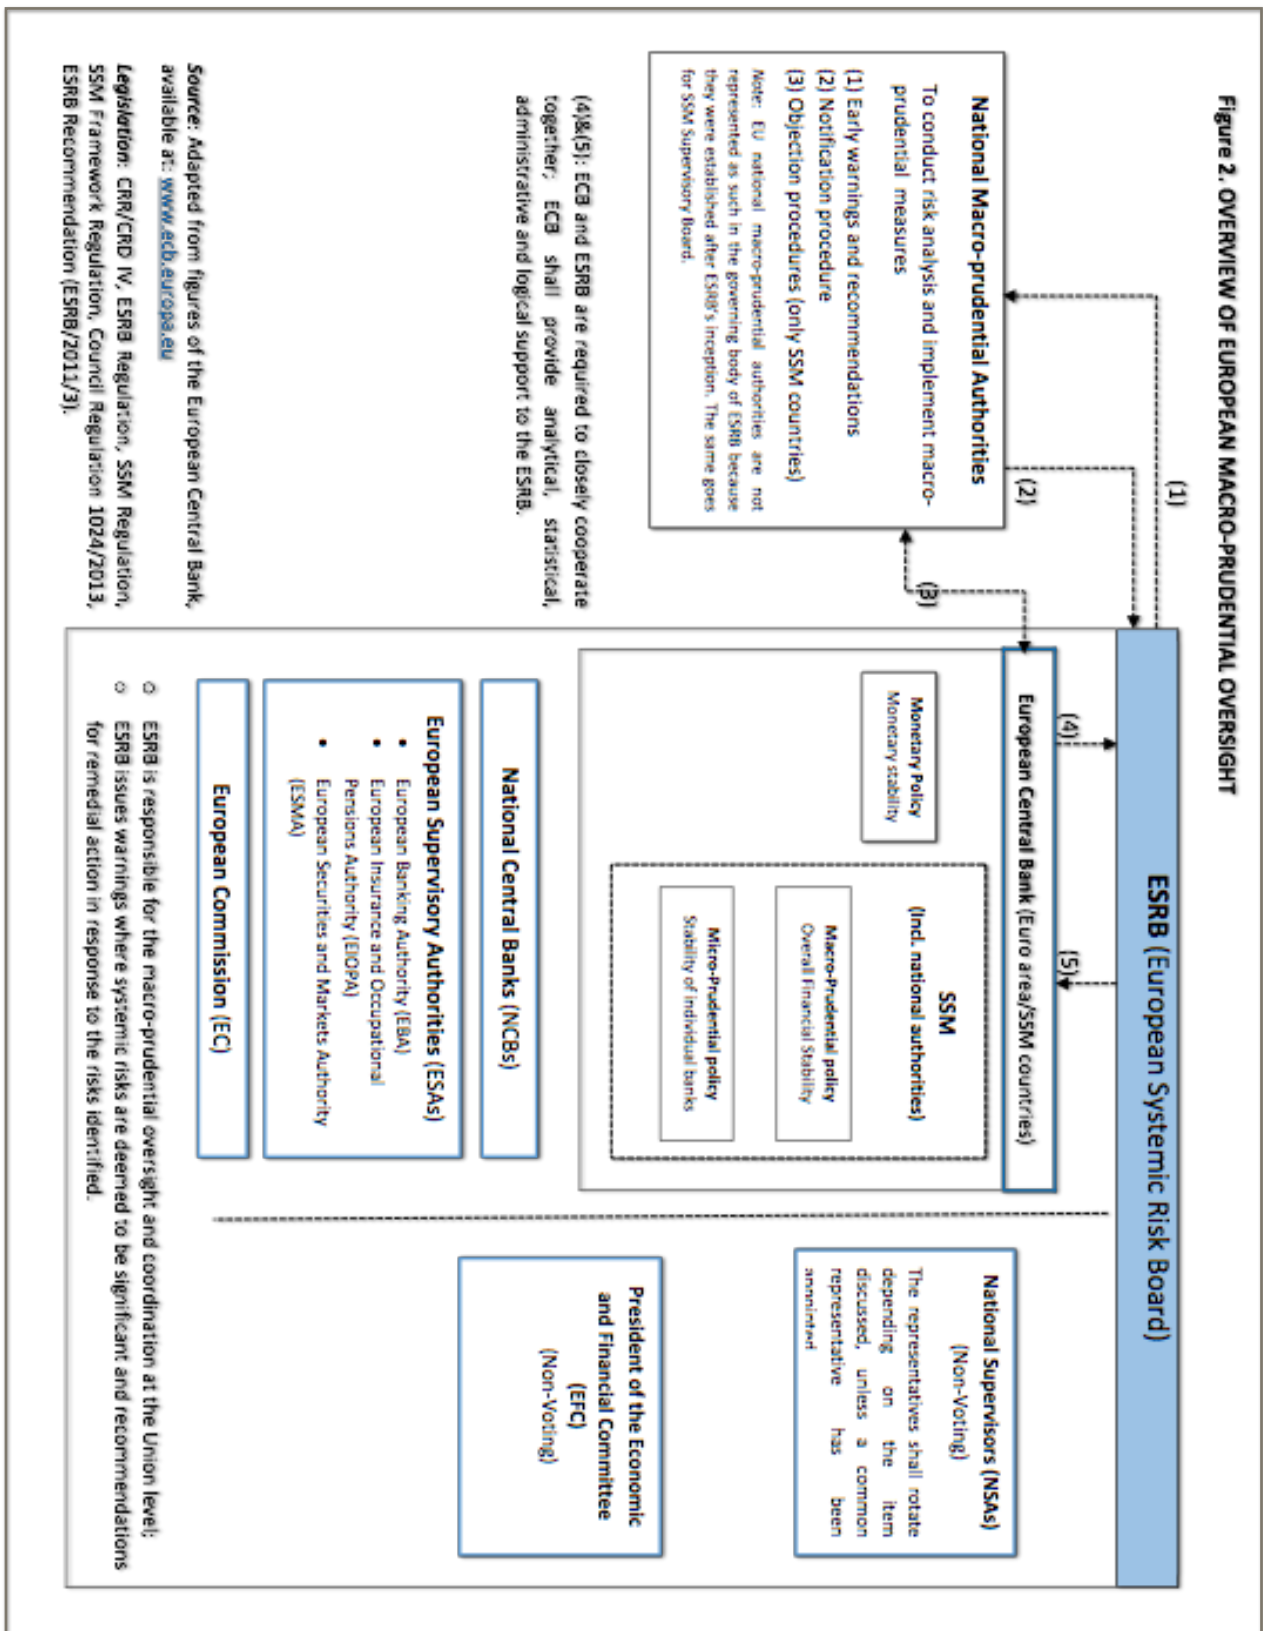 Figure 2. OVERVIEW OF EUROPEAN MACRO-PRUDENTIAL OVERSIGHT
ESRB (European Systemic Risk Board)
(1)
(2)
(3)
(4)
(5)
National Macro-prudential Authorities
To conduct risk analysis and implement macro-
prudential measures
(1) Early warnings and recommendations
(2) Notification procedure
(3) Objection procedures (only SSM countries)
Note: EU national macro-prudential authorities are not
represented as such in the governing body of ESRB because
they were established after ESRB's inception. The same goes
for SSM Supervisory Board.
(4)&(5): ECB and ESRB are required to closely cooperate
together; ECB shall provide analytical, statistical,
administrative and logical support to the ESRB.
Source: Adapted from figures of the European Central Bank,
available at: www.ecb.europa.eu
Legislation: CRR/CRD IV, ESRB Regulation, SSM Regulation,
SSM Framework Regulation, Council Regulation 1024/2013,
ESRB Recommendation (ESRB/2011/3).
European Central Bank (Euro area/SSM countries)
Monetary Policy
Monetary stability
SSM
(Incl. national authorities)
Macro-Prudential policy
Overall Financial Stability
Micro-Prudential policy
Stability of individual banks
National Central Banks (NCBs)
European Supervisory Authorities (ESAs)
• European Banking Authority (EBA)
• European Insurance and Occupational
Pensions Authority (EIOPA)
• European Securities and Markets Authority
(ESMA)
European Commission (EC)
National Supervisors (NSAs)
(Non-Voting)
The representatives shall rotate
depending on the item
discussed, unless a common
representative has been
appointed
President of the Economic
and Financial Committee
(EFC)
(Non-Voting)
○ ESRB is responsible for the macro-prudential oversight and coordination at the Union level;
○ ESRB issues warnings where systemic risks are deemed to be significant and recommendations
for remedial action in response to the risks identified.